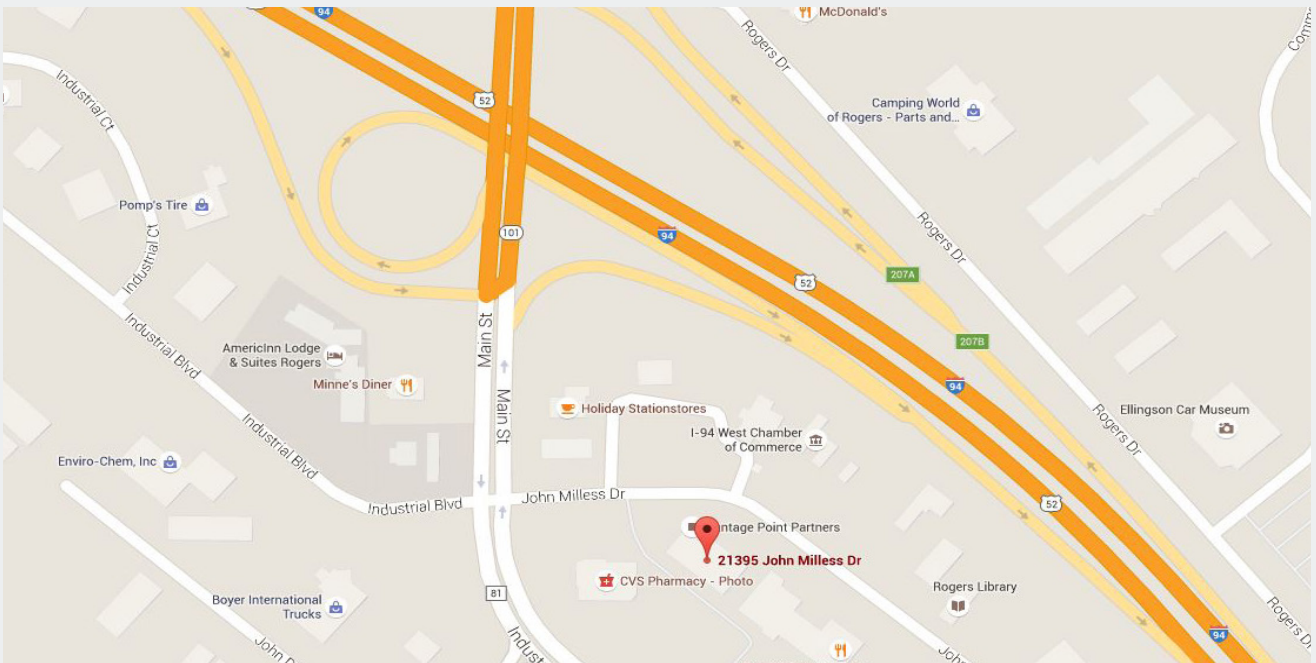 94
McDonald's
Rogers Dr
Industrial Ct
52
Camping World
of Rogers - Parts and...
Pomp's Tire
Industrial Ct
101
94
Rogers Dr
207A
52
Industrial Blvd
Main St
207B
AmericInn Lodge
& Suites Rogers
Minne's Diner
94
Main St
Holiday Stationstores
Ellingson Car Museum
Rogers Dr
I-94 West Chamber
of Commerce
Industrial Blvd
Enviro-Chem, Inc
Industrial Blvd
John Milless Dr
52
ntage Point Partners
21395 John Milless Dr
CVS Pharmacy - Photo
Rogers Library
81
Boyer International
Trucks
Rogers Dr
94
John D
Indust
John